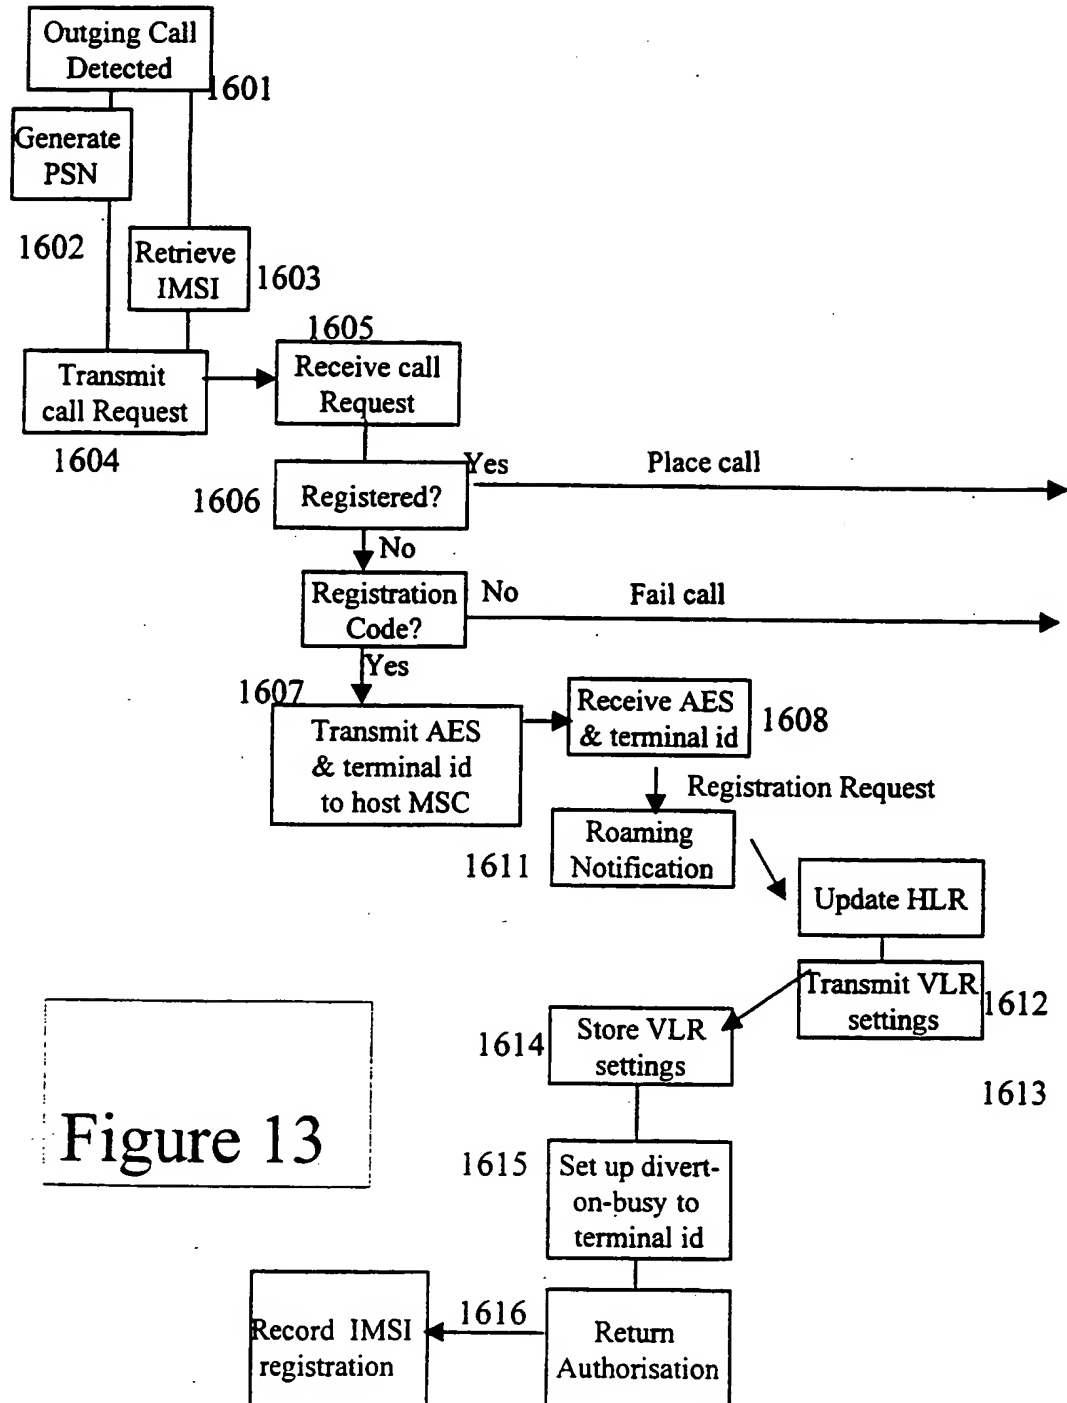 Outging Call
Detected
1601
Generate
PSN
1602
Retrieve
IMSI
1603
Transmit
call Request
1604
1605
Receive call
Request
1606
Registered?
Yes
Place call
No
Registration
Code?
No
Fail call
Yes
1607
Transmit AES
& terminal id
to host MSC
Receive AES
& terminal id
1608
Registration Request
1611
Roaming
Notification
Update HLR
Transmit VLR
settings
1612
1613
1614
Store VLR
settings
1615
Set up divert-
on-busy to
terminal id
Return
Authorisation
1616
Record IMSI
registration
Figure 13